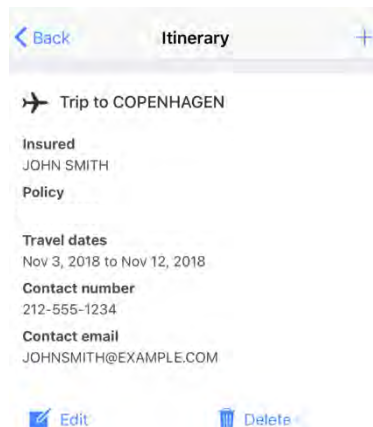 Back Itinerary
Trip to COPENHAGEN
Insured
JOHN SMITH
Policy
Travel dates
Nov 3, 2018 to Nov 12, 2018
Contact number
212-555-1234
Contact email
JOHNSMITH@EXAMPLE.COM
Edit Delete